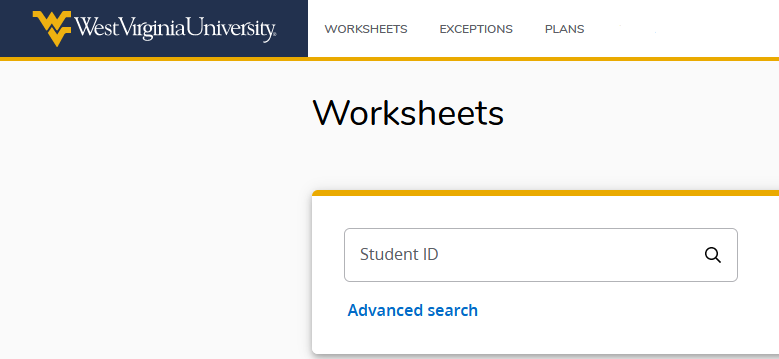 WestVirginiaUniversity. WORKSHEETS EXCEPTIONS PLANS
Worksheets
Student ID
Advanced search